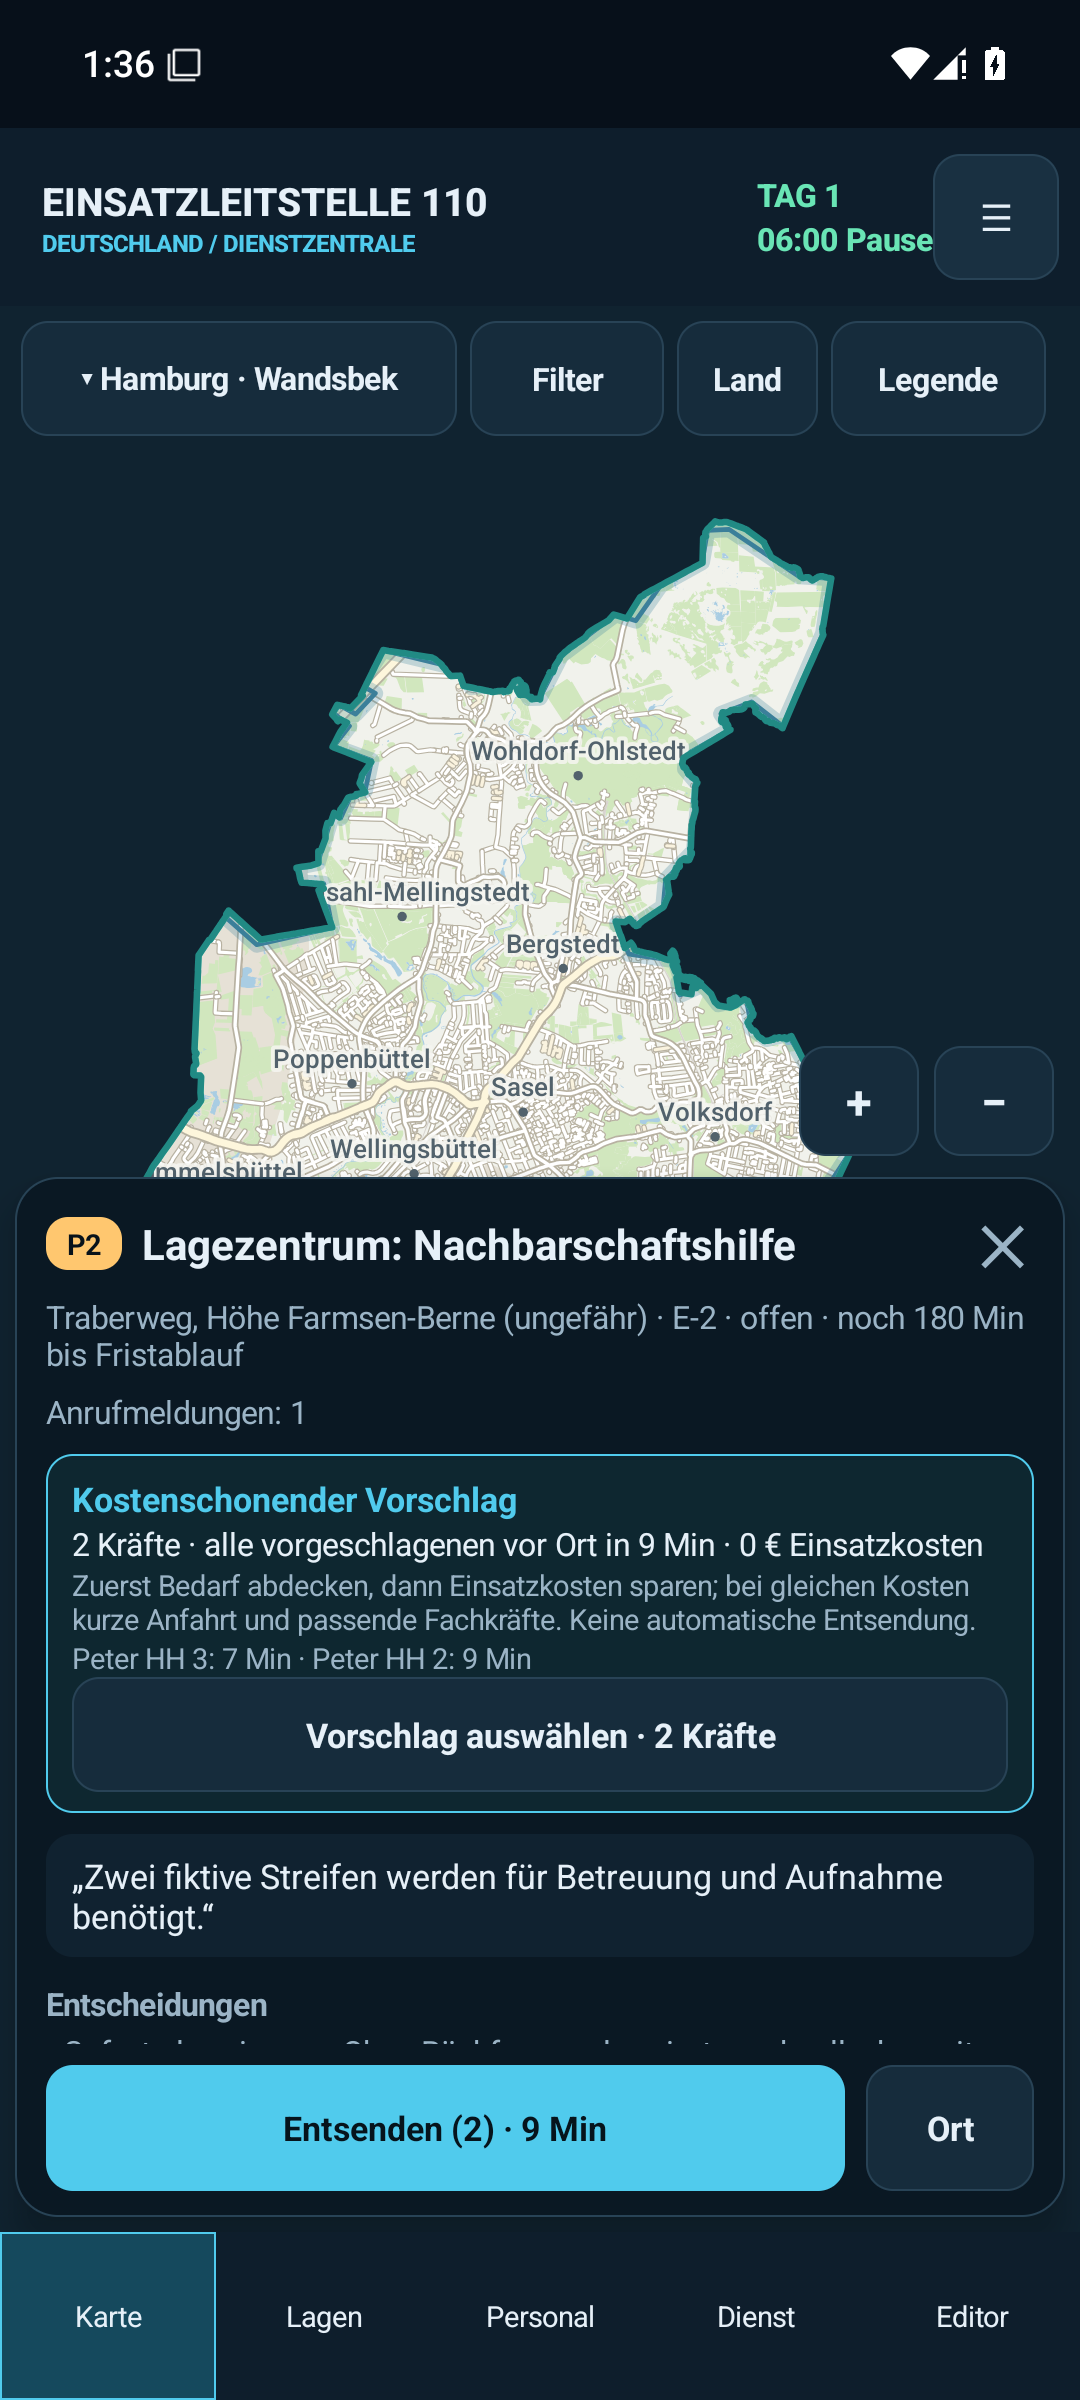 1:36
EINSATZLEITSTELLE 110
DEUTSCHLAND / DIENSTZENTRALE
TAG 1
06:00 Pause
▾ Hamburg · Wandsbek
Filter
Land
Legende
Wohldorf-Ohlstedt
sahl-Mellingstedt
Bergstedt
Poppenbüttel
Sasel
Volksdorf
Wellingsbüttel
mmelsbüttel
+
−
P2
Lagezentrum: Nachbarschaftshilfe
Traberweg, Höhe Farmsen-Berne (ungefähr) · E-2 · offen · noch 180 Min
bis Fristablauf
Anrufmeldungen: 1
Kostenschonender Vorschlag
2 Kräfte · alle vorgeschlagenen vor Ort in 9 Min · 0 € Einsatzkosten
Zuerst Bedarf abdecken, dann Einsatzkosten sparen; bei gleichen Kosten
kurze Anfahrt und passende Fachkräfte. Keine automatische Entsendung.
Peter HH 3: 7 Min · Peter HH 2: 9 Min
Vorschlag auswählen · 2 Kräfte
„Zwei fiktive Streifen werden für Betreuung und Aufnahme
benötigt.“
Entscheidungen
Entsenden (2) · 9 Min
Ort
Karte
Lagen
Personal
Dienst
Editor